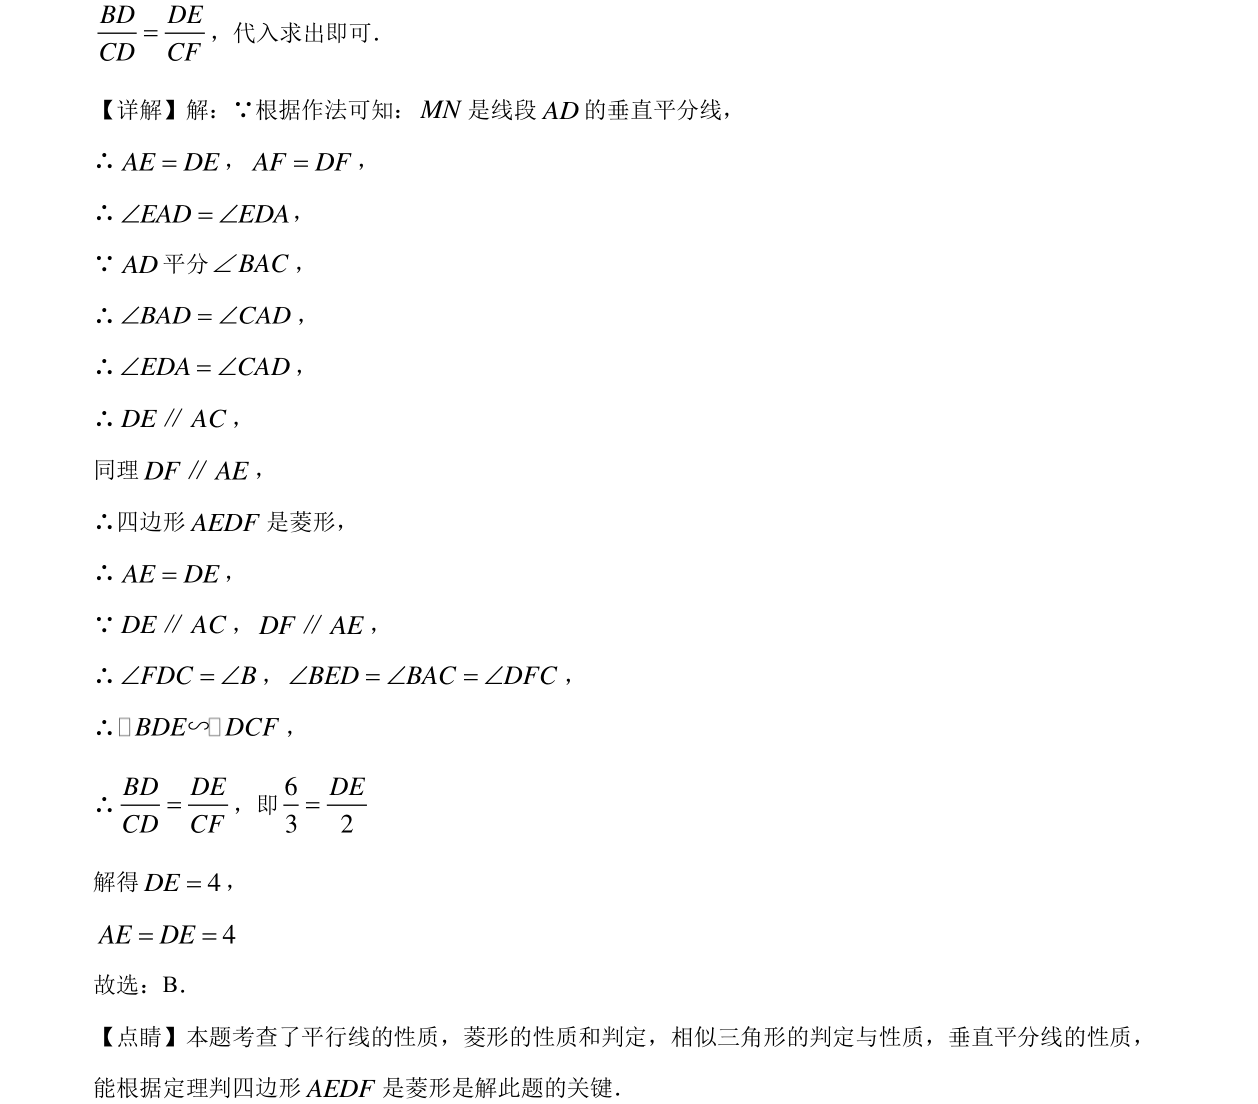 BD/CD = DE/CF，代入求出即可．
【详解】解：∵根据作法可知：MN 是线段 AD 的垂直平分线，
∴ AE = DE，AF = DF，
∴ ∠EAD = ∠EDA，
∵ AD 平分∠BAC，
∴ ∠BAD = ∠CAD，
∴ ∠EDA = ∠CAD，
∴ DE ∥ AC，
同理 DF ∥ AE，
∴四边形 AEDF 是菱形，
∴ AE = DE，
∵ DE ∥ AC，DF ∥ AE，
∴ ∠FDC = ∠B，∠BED = ∠BAC = ∠DFC，
∴□BDE∽□DCF，
∴ BD/CD = DE/CF，即 6/3 = DE/2
解得 DE = 4，
AE = DE = 4
故选：B．
【点睛】本题考查了平行线的性质，菱形的性质和判定，相似三角形的判定与性质，垂直平分线的性质，
能根据定理判四边形 AEDF 是菱形是解此题的关键．